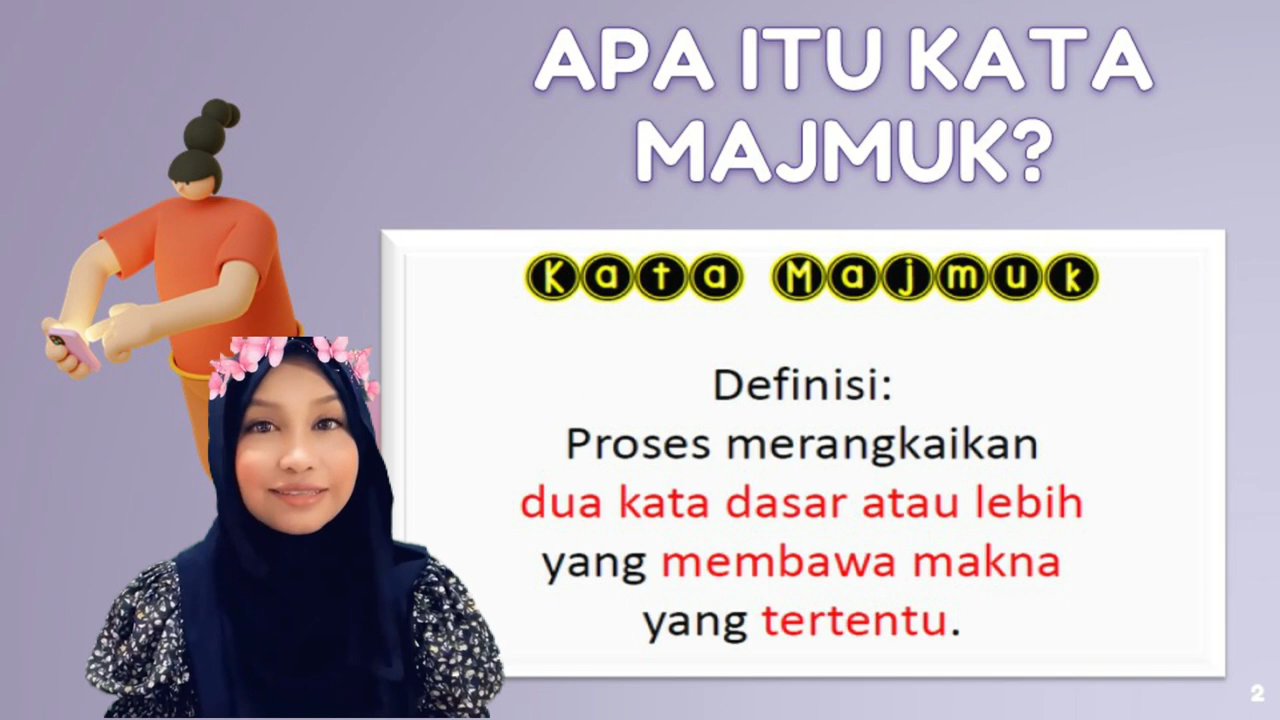 APA ITU KATA
MAJMUK?
Kata Majmuk
Definisi:
Proses merangkaikan
dua kata dasar atau lebih
yang membawa makna
yang tertentu.
2